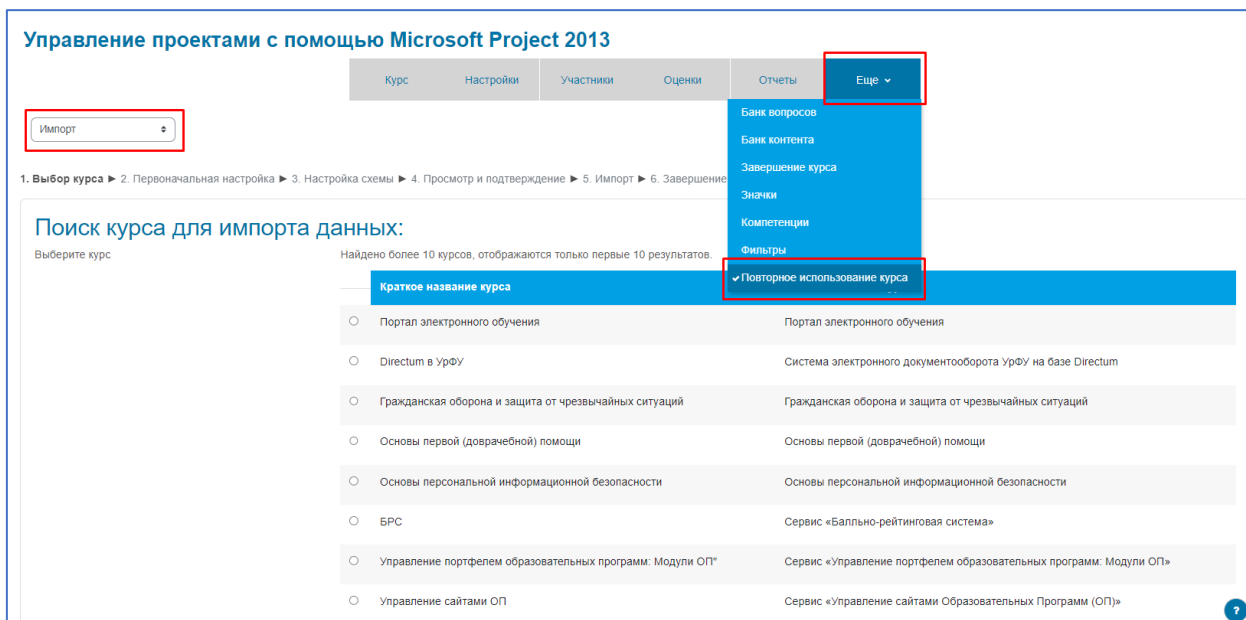 Управление проектами с помощью Microsoft Project 2013
Курс Настройки Участники Оценки Отчеты Еще
Банк вопросов
Банк контента
Завершение курса
Значки
Компетенции
Фильтры
Повторное использование курса
Импорт
1. Выбор курса ► 2. Первоначальная настройка ► 3. Настройка схемы ► 4. Просмотр и подтверждение ► 5. Импорт ► 6. Завершение
Поиск курса для импорта данных:
Выберите курс
Найдено более 10 курсов, отображаются только первые 10 результатов.
Краткое название курса
Портал электронного обучения Портал электронного обучения
Directum в УрФУ Система электронного документооборота УрФУ на базе Directum
Гражданская оборона и защита от чрезвычайных ситуаций Гражданская оборона и защита от чрезвычайных ситуаций
Основы первой (доврачебной) помощи Основы первой (доврачебной) помощи
Основы персональной информационной безопасности Основы персональной информационной безопасности
БРС Сервис «Балльно-рейтинговая система»
Управление портфелем образовательных программ: Модули ОП" Сервис «Управление портфелем образовательных программ: Модули ОП»
Управление сайтами ОП Сервис «Управление сайтами Образовательных Программ (ОП)»
?